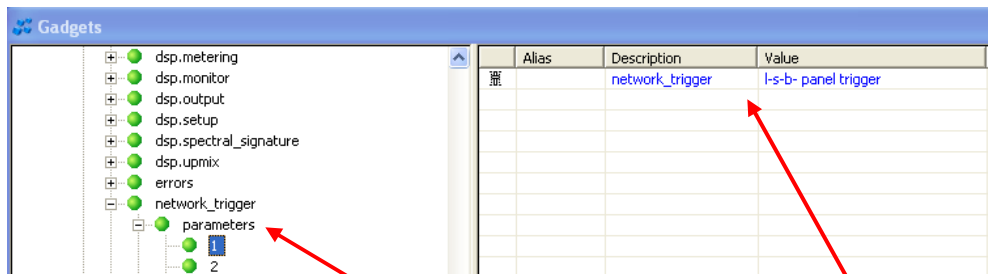 Gadgets
dsp.metering
dsp.monitor
dsp.output
dsp.setup
dsp.spectral_signature
dsp.upmix
errors
network_trigger
parameters
1
2
Alias Description Value
network_trigger l-s-b- panel trigger